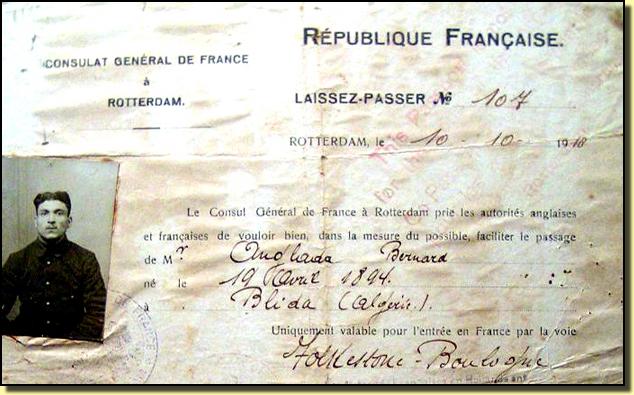 CONSULAT GÉNÉRAL DE FRANCE
à
ROTTERDAM.
RÉPUBLIQUE FRANÇAISE.
LAISSEZ-PASSER № 107
ROTTERDAM, le 10-10- 1918
Le Consul Général de France à Rotterdam prie les autorités anglaises
et françaises de vouloir bien, dans la mesure du possible, faciliter le passage
de Mr Bernard
né le 19 Avril 1894.
à Blida (Algérie).
Uniquement valable pour l'entrée en France par la voie
Folkestone-Boulogne